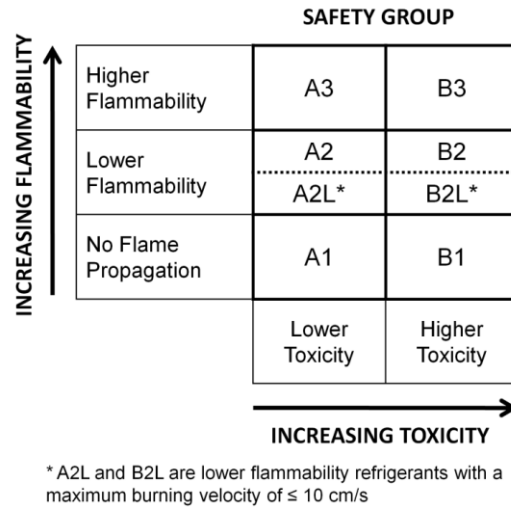 SAFETY GROUP
INCREASING FLAMMABILITY
Higher
Flammability
A3
B3
Lower
Flammability
A2
B2
A2L*
B2L*
No Flame
Propagation
A1
B1
Lower
Toxicity
Higher
Toxicity
INCREASING TOXICITY
* A2L and B2L are lower flammability refrigerants with a
maximum burning velocity of ≤ 10 cm/s